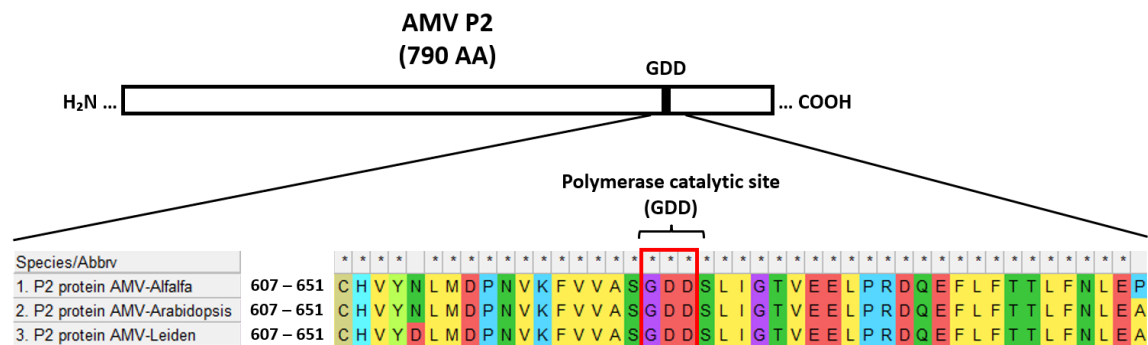 AMV P2
(790 AA)
GDD
H₂N ... ... COOH
Polymerase catalytic site
(GDD)
Species/Abbrv * * * * * * * * * * * * * * * * * * * * * * * * * * * * * * * * * * * * * * * * * * *
1. P2 protein AMV-Alfalfa 607 – 651 C H V Y N L M D P N V K F V V A S G D D S L I G T V E E L P R D Q E F L F T T L F N L E P
2. P2 protein AMV-Arabidopsis 607 – 651 C H V Y N L M D P N V K F V V A S G D D S L I G T V E E L P R D Q E F L F T T L F N L E A
3. P2 protein AMV-Leiden 607 – 651 C H V Y D L M D P N V K F V V A S G D D S L I G T V E E L P R D Q E F L F T T L F N L E A